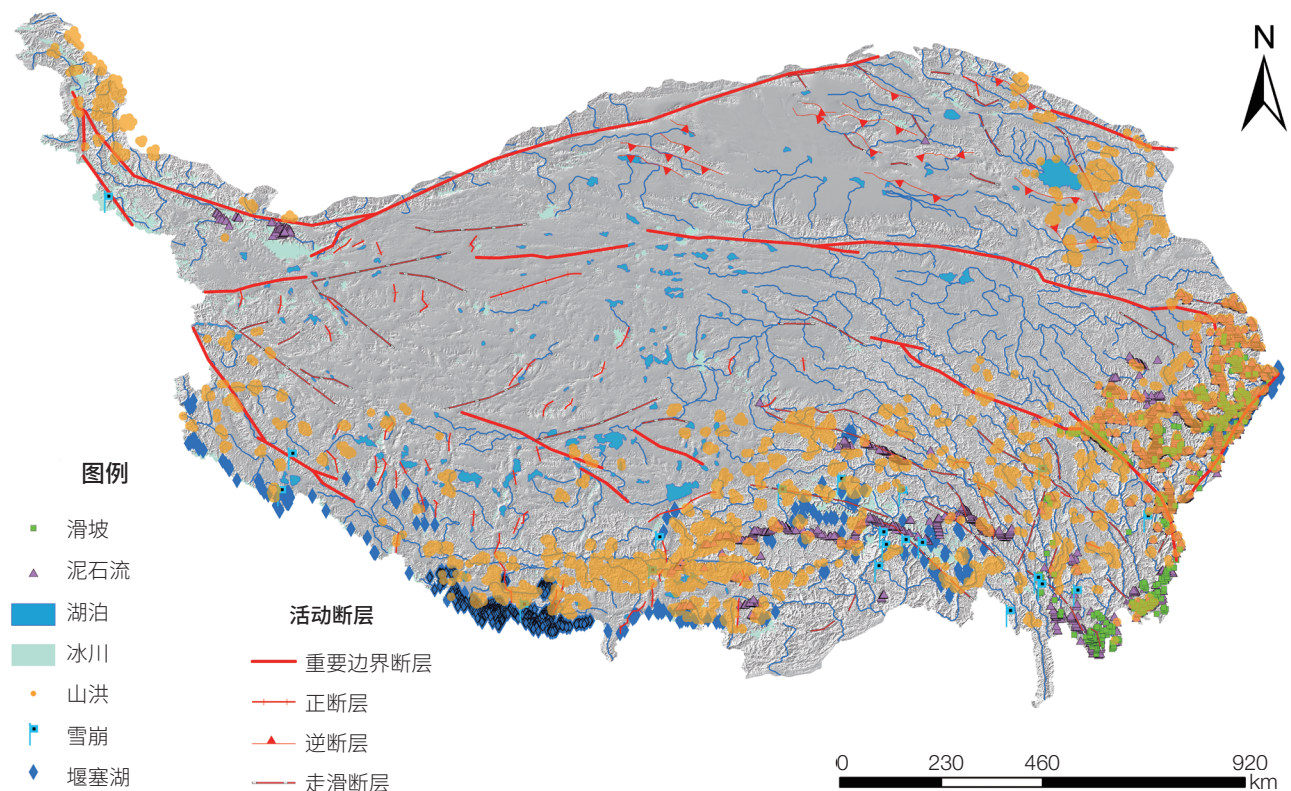 N
图例
滑坡
泥石流
湖泊
冰川
山洪
雪崩
堰塞湖
活动断层
重要边界断层
正断层
逆断层
走滑断层
0 230 460 920
km